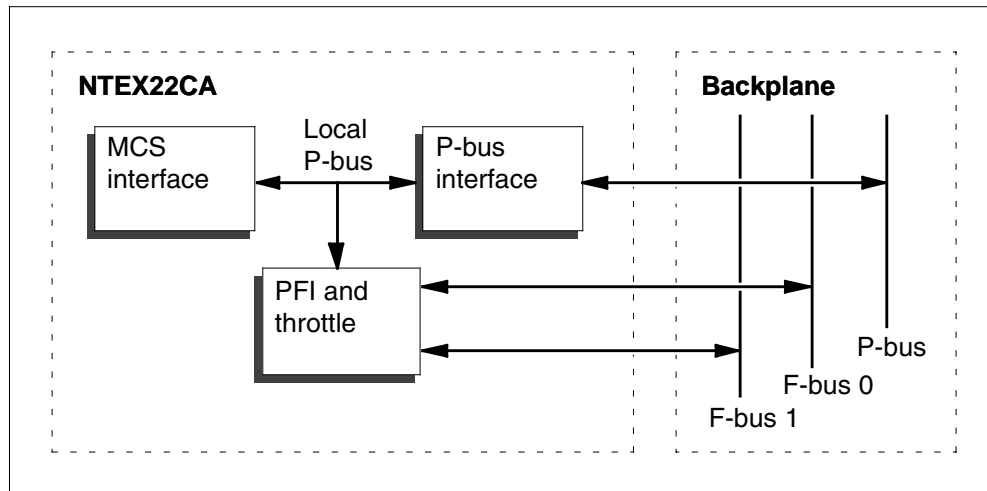 NTEX22CA
Backplane
MCS
interface
Local
P-bus
P-bus
interface
PFI and
throttle
P-bus
F-bus 0
F-bus 1